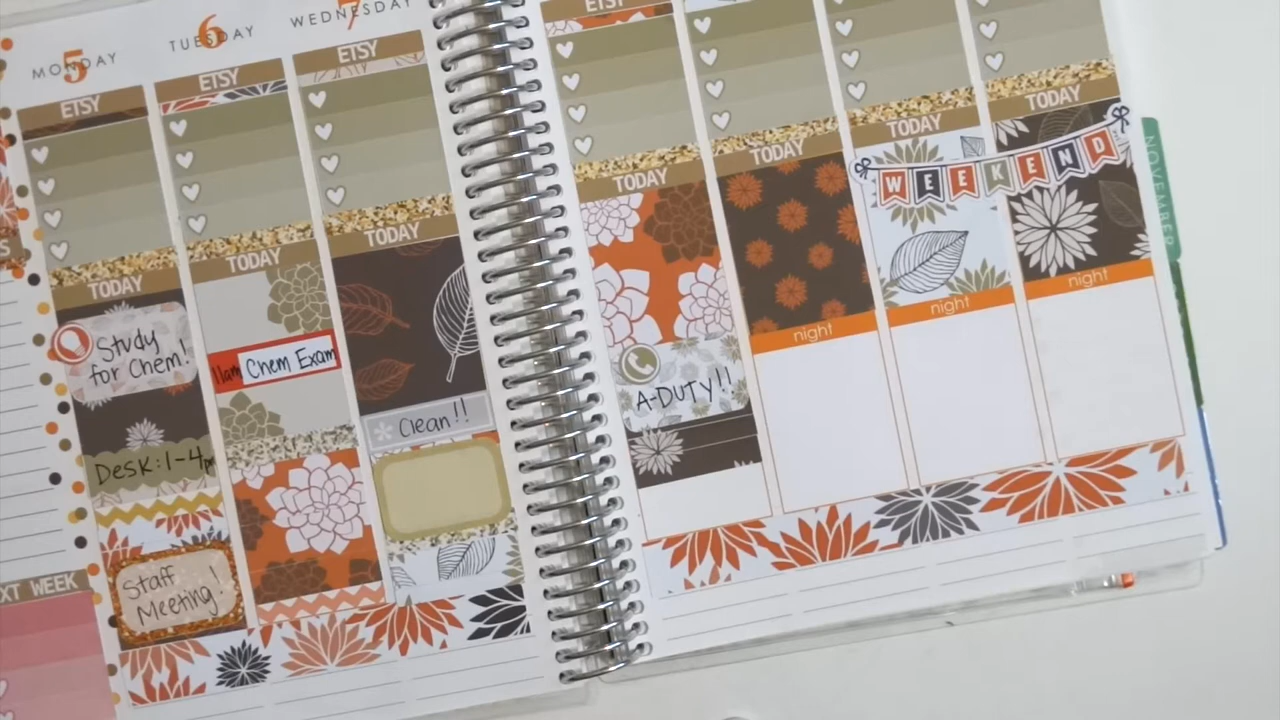 5
MONDAY
6
TUESDAY
7
WEDNESDAY
ETSY
ETSY
ETSY
ETSY
TODAY
TODAY
TODAY
TODAY
TODAY
TODAY
TODAY
WEEKEND
NOVEMBER
Study
for Chem!
11am Chem Exam
Clean!!
A-DUTY!!
night
night
night
Desk: 1-4pm
Staff
Meeting!
XT WEEK